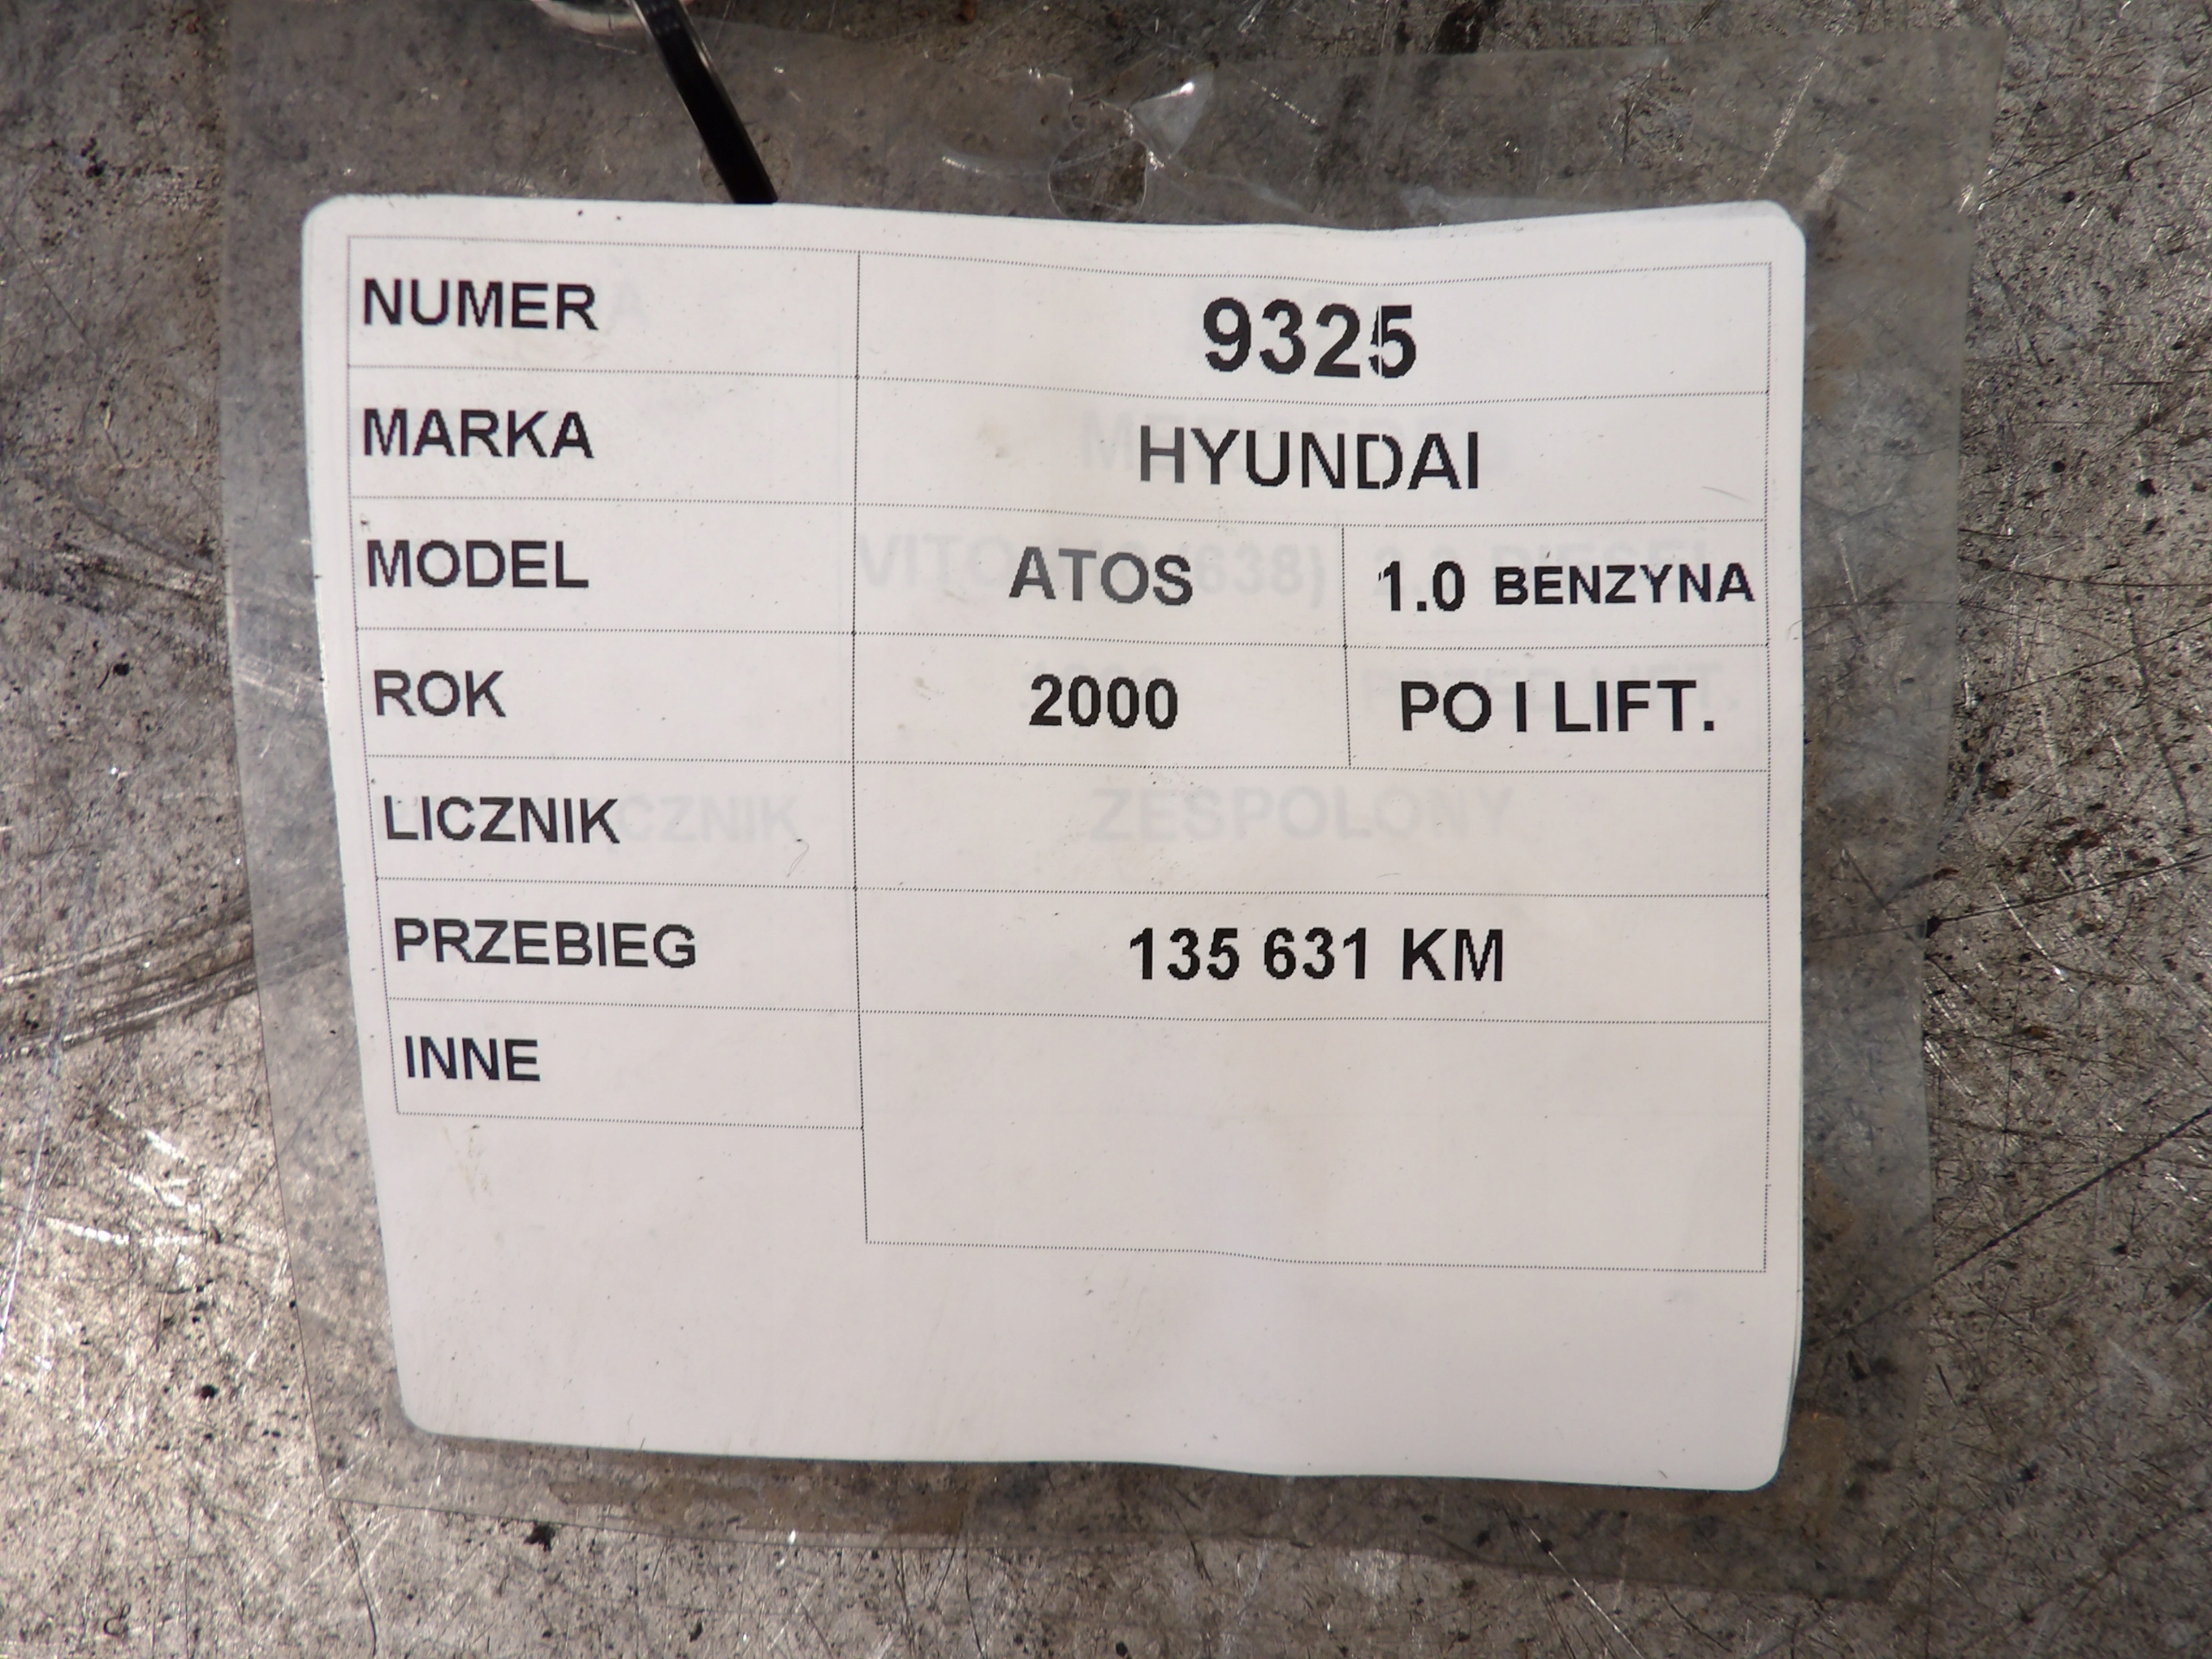 NUMER 9325
MARKA HYUNDAI
MODEL ATOS 1.0 BENZYNA
ROK 2000 PO I LIFT.
LICZNIK ZESPOLONY
PRZEBIEG 135 631 KM
INNE